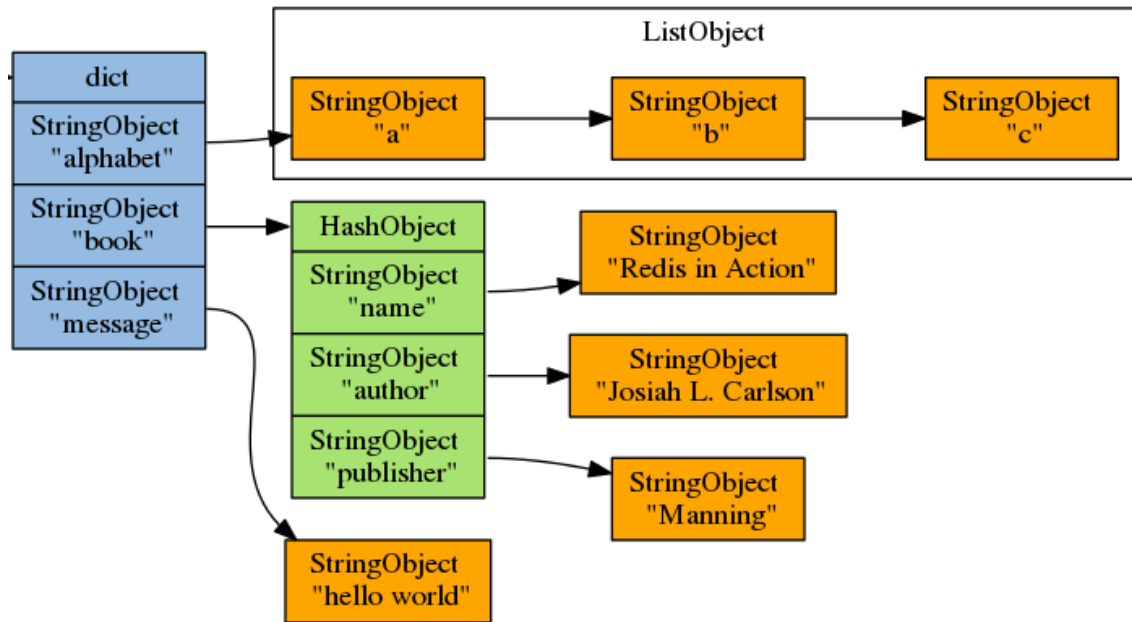 ListObject
dict
StringObject
"alphabet"
StringObject
"book"
StringObject
"message"
StringObject
"a"
StringObject
"b"
StringObject
"c"
HashObject
StringObject
"name"
StringObject
"author"
StringObject
"publisher"
StringObject
"Redis in Action"
StringObject
"Josiah L. Carlson"
StringObject
"Manning"
StringObject
"hello world"